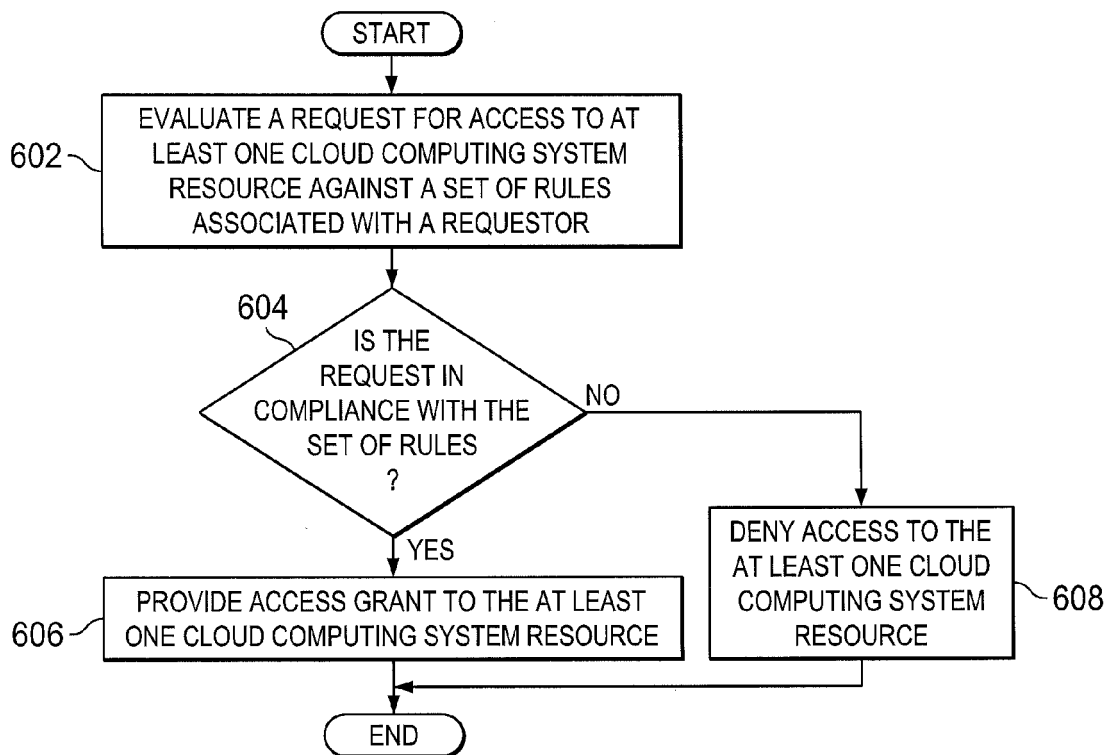 START
EVALUATE A REQUEST FOR ACCESS TO AT
LEAST ONE CLOUD COMPUTING SYSTEM
RESOURCE AGAINST A SET OF RULES
ASSOCIATED WITH A REQUESTOR
602
604
IS THE
REQUEST IN
COMPLIANCE WITH THE
SET OF RULES
?
NO
YES
PROVIDE ACCESS GRANT TO THE AT LEAST
ONE CLOUD COMPUTING SYSTEM RESOURCE
606
DENY ACCESS TO THE
AT LEAST ONE CLOUD
COMPUTING SYSTEM
RESOURCE
608
END